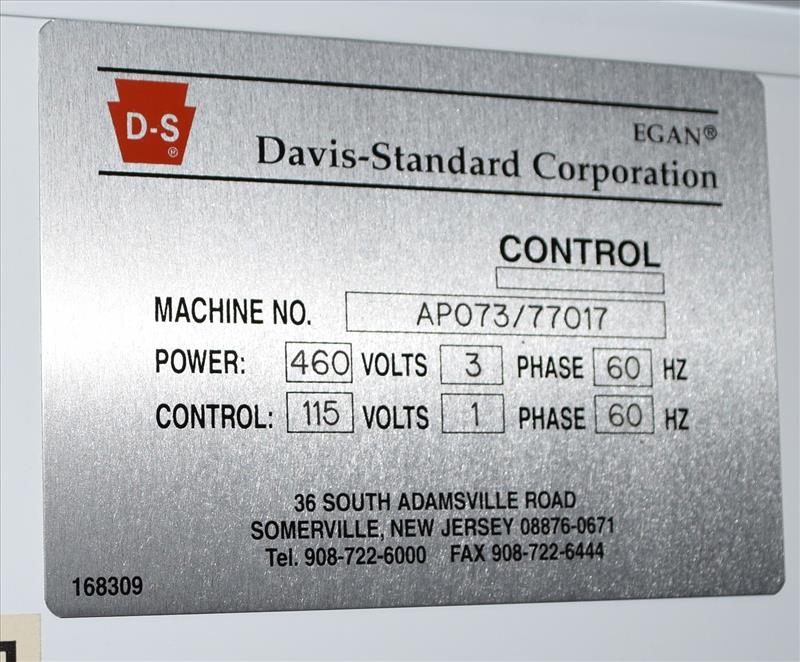 D-S®
EGAN®
Davis-Standard Corporation
CONTROL
MACHINE NO. AP073/77017
POWER: 460 VOLTS 3 PHASE 60 HZ
CONTROL: 115 VOLTS 1 PHASE 60 HZ
36 SOUTH ADAMSVILLE ROAD
SOMERVILLE, NEW JERSEY 08876-0671
Tel. 908-722-6000 FAX 908-722-6444
168309